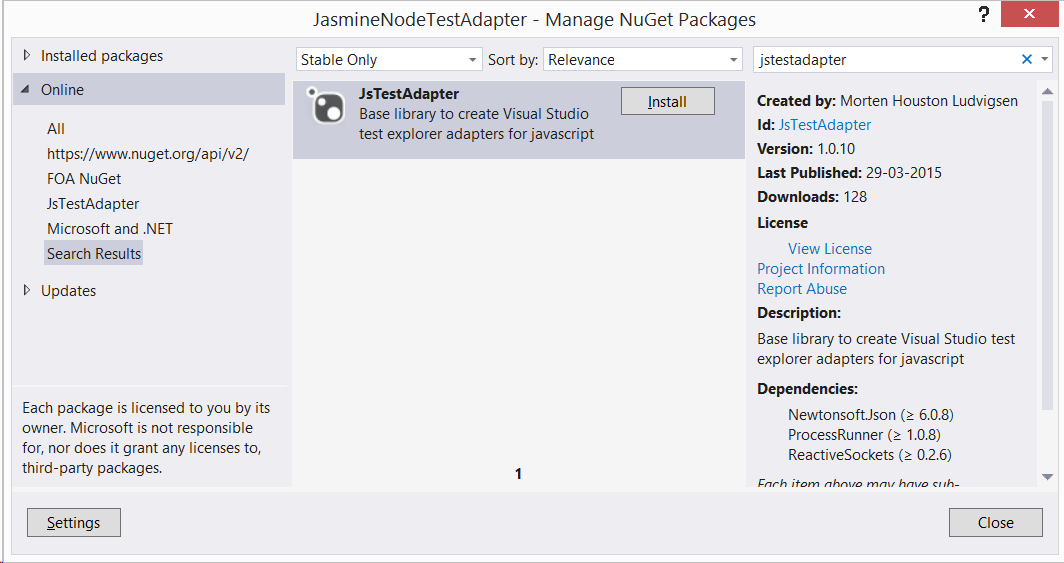 JasmineNodeTestAdapter - Manage NuGet Packages
?
Installed packages
Online
All
https://www.nuget.org/api/v2/
FOA NuGet
JsTestAdapter
Microsoft and .NET
Search Results
Updates
Each package is licensed to you by its
owner. Microsoft is not responsible
for, nor does it grant any licenses to,
third-party packages.
Stable Only
Sort by:
Relevance
JsTestAdapter
Install
Base library to create Visual Studio
test explorer adapters for javascript
1
jstestadapter
Created by: Morten Houston Ludvigsen
Id: JsTestAdapter
Version: 1.0.10
Last Published: 29-03-2015
Downloads: 128
License
View License
Project Information
Report Abuse
Description:
Base library to create Visual Studio test
explorer adapters for javascript
Dependencies:
NewtonSoft.Json (≥ 6.0.8)
ProcessRunner (≥ 1.0.8)
ReactiveSockets (≥ 0.2.6)
Each item above may have sub-
Settings
Close